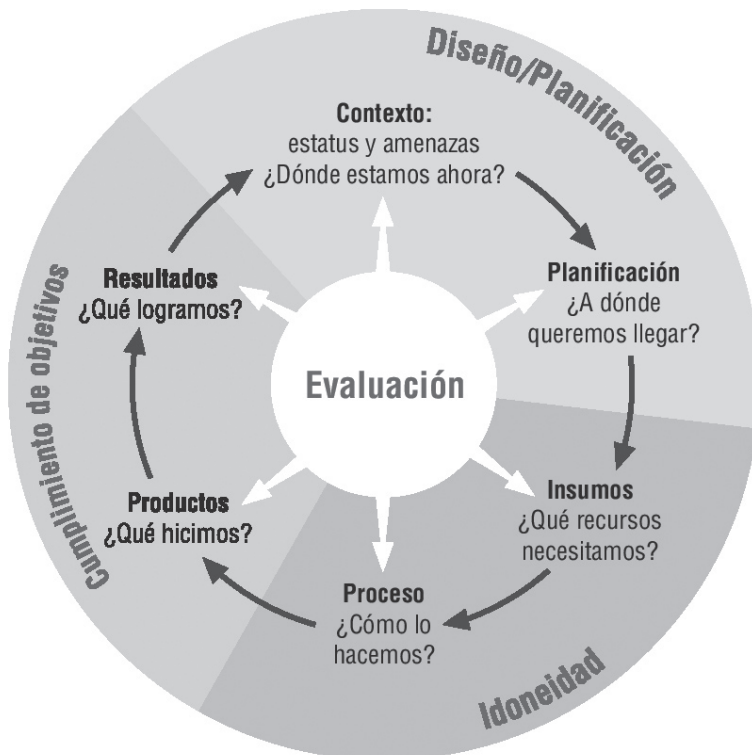 Diseño/Planificación
Contexto:
estatus y amenazas
¿Dónde estamos ahora?
Planificación
¿A dónde
queremos llegar?
Insumos
¿Qué recursos
necesitamos?
Proceso
¿Cómo lo
hacemos?
Productos
¿Qué hicimos?
Resultados
¿Qué logramos?
Evaluación
Idoneidad
Cumplimiento de objetivos